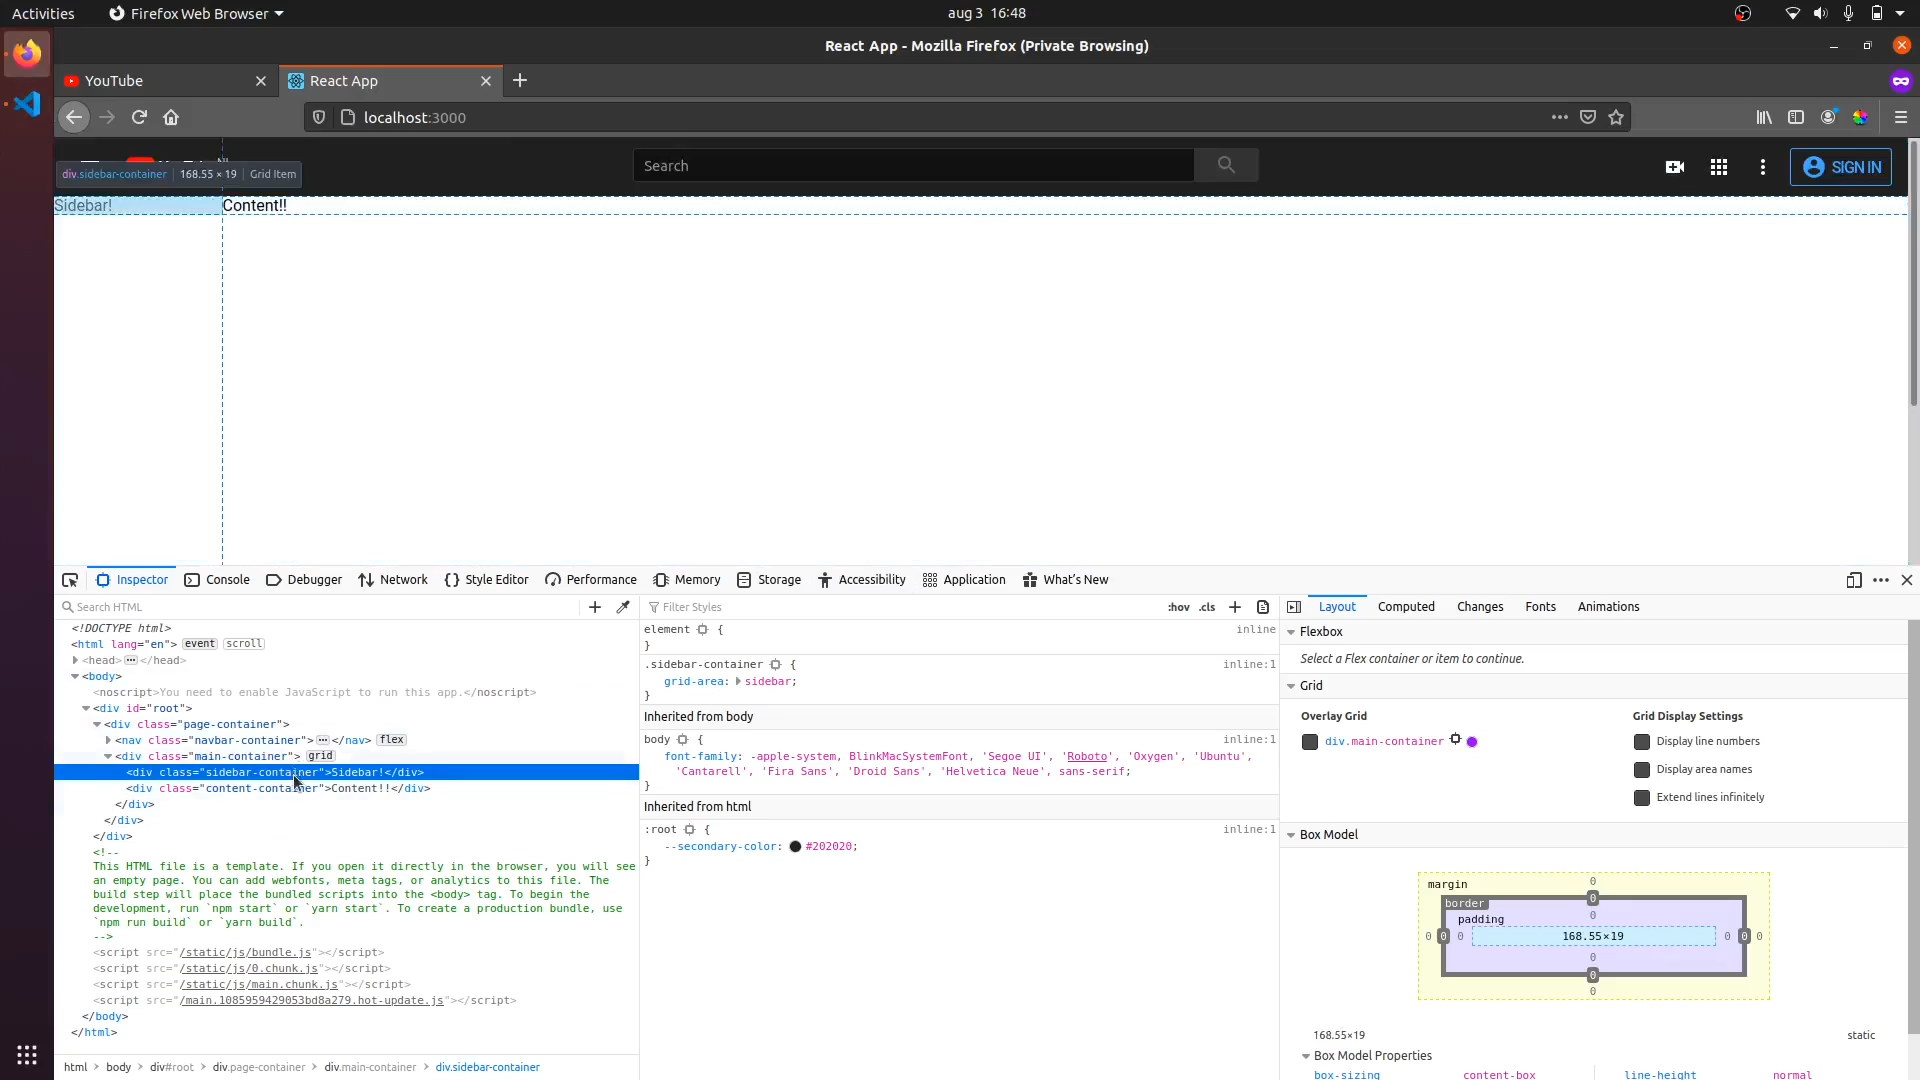 Activities
Firefox Web Browser
aug 3 16:48
React App - Mozilla Firefox (Private Browsing)
YouTube
React App
localhost:3000
Search
SIGN IN
div.sidebar-container
168.55 × 19
Grid Item
Sidebar!
Content!!
Inspector
Console
Debugger
Network
Style Editor
Performance
Memory
Storage
Accessibility
Application
What's New
Search HTML
<!DOCTYPE html>
<html lang="en"> event scroll
<head> </head>
<body>
<noscript>You need to enable JavaScript to run this app.</noscript>
<div id="root">
<div class="page-container">
<nav class="navbar-container"> </nav> flex
<div class="main-container"> grid
<div class="sidebar-container">Sidebar!</div>
<div class="content-container">Content!!</div>
</div>
</div>
</div>
<!--
This HTML file is a template. If you open it directly in the browser, you will see
an empty page. You can add webfonts, meta tags, or analytics to this file. The
build step will place the bundled scripts into the <body> tag. To begin the
development, run `npm start` or `yarn start`. To create a production bundle, use
`npm run build` or `yarn build`.
-->
<script src="/static/js/bundle.js"></script>
<script src="/static/js/0.chunk.js"></script>
<script src="/static/js/main.chunk.js"></script>
<script src="/main.1085959429053bd8a279.hot-update.js"></script>
</body>
</html>
html > body > div#root > div.page-container > div.main-container > div.sidebar-container
Filter Styles
:hov .cls
element {
inline
}
.sidebar-container {
inline:1
grid-area: sidebar;
}
Inherited from body
body {
inline:1
font-family: -apple-system, BlinkMacSystemFont, 'Segoe UI', 'Roboto', 'Oxygen', 'Ubuntu',
'Cantarell', 'Fira Sans', 'Droid Sans', 'Helvetica Neue', sans-serif;
}
Inherited from html
:root {
inline:1
--secondary-color: #202020;
}
Layout
Computed
Changes
Fonts
Animations
Flexbox
Select a Flex container or item to continue.
Grid
Overlay Grid
div.main-container
Grid Display Settings
Display line numbers
Display area names
Extend lines infinitely
Box Model
margin
0
border
0
padding
0
0 0 0 168.55×19 0 0 0
0
0
0
168.55×19
static
Box Model Properties
box-sizing
content-box
line-height
normal